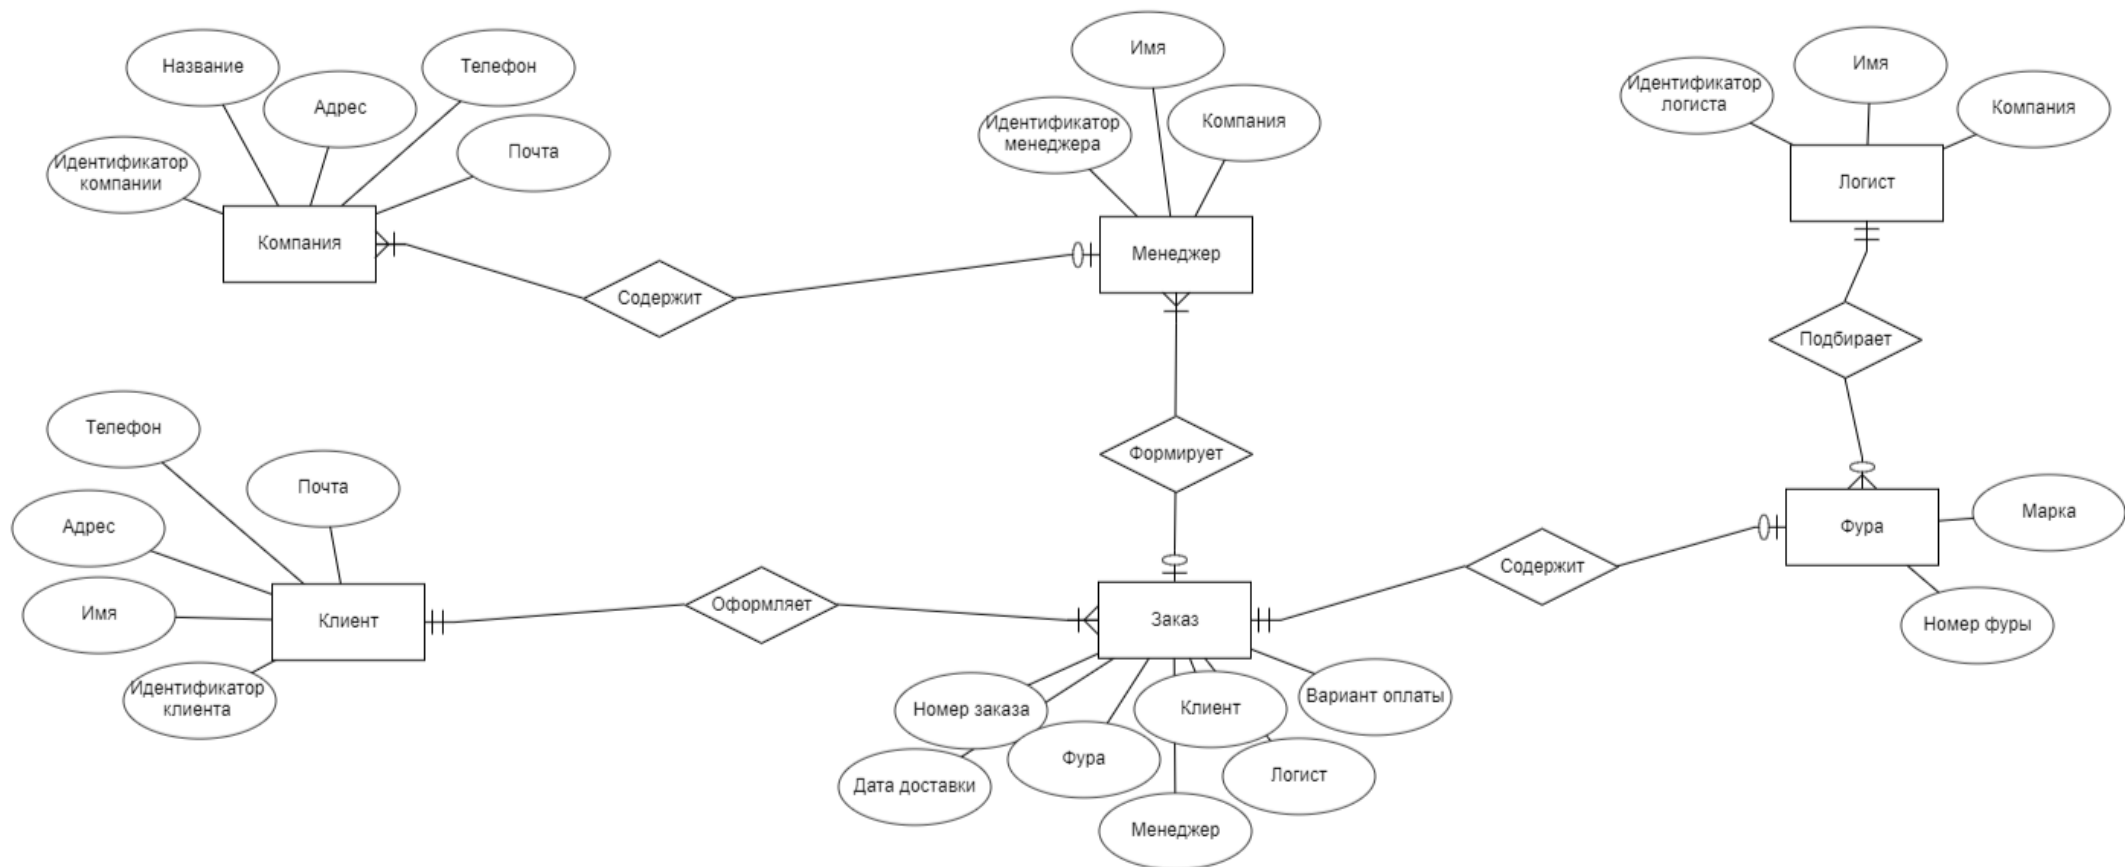 Название
Адрес
Телефон
Почта
Идентификатор
компании
Компания
Содержит
Имя
Идентификатор
менеджера
Компания
Менеджер
Имя
Идентификатор
логиста
Компания
Логист
Подбирает
Формирует
Телефон
Почта
Адрес
Имя
Идентификатор
клиента
Клиент
Оформляет
Заказ
Содержит
Фура
Марка
Номер фуры
Номер заказа
Дата доставки
Фура
Клиент
Вариант оплаты
Логист
Менеджер